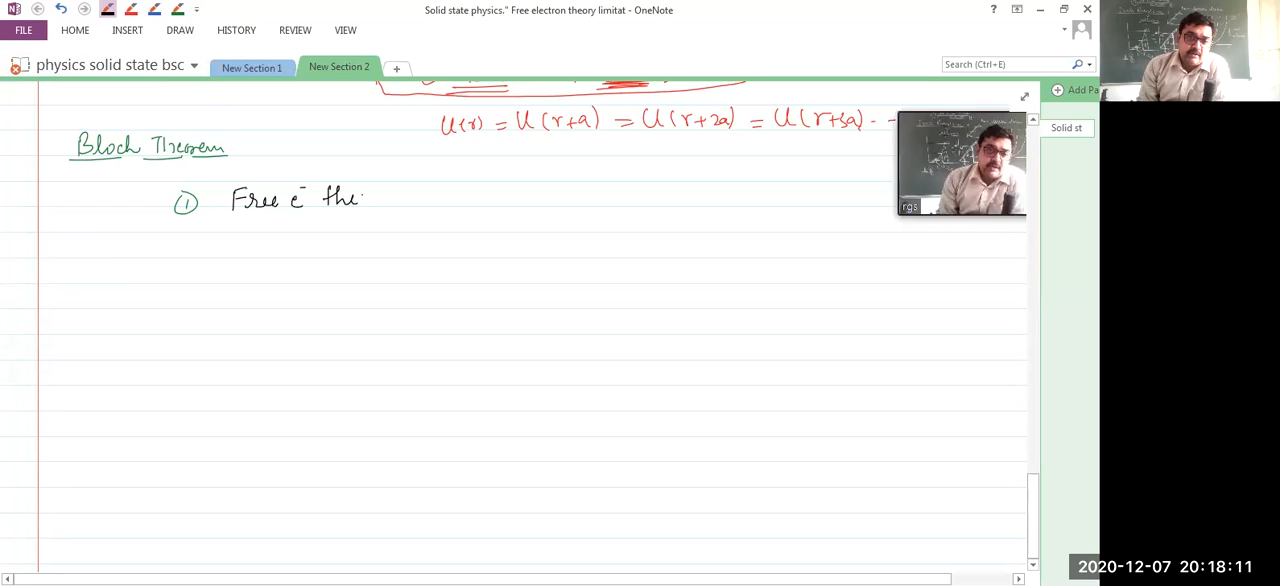 Solid state physics." Free electron theory limitat - OneNote
FILE HOME INSERT DRAW HISTORY REVIEW VIEW
physics solid state bsc New Section 1 New Section 2 + Search (Ctrl+E)
Add Pa
Solid st
U(r) = U(r+a) = U(r+2a) = U(r+3a) - -
Bloch Theorem
① Free e⁻ the
rgs
2020-12-07 20:18:11